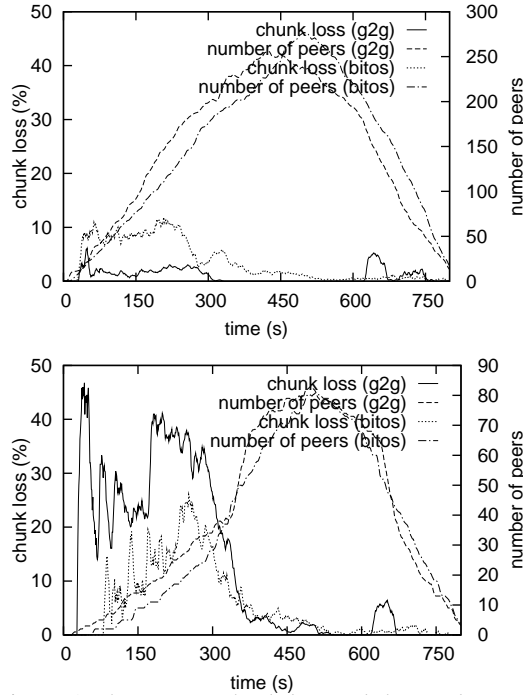 chunk loss (g2g)
number of peers (g2g)
chunk loss (bitos)
number of peers (bitos)
50
40
30
20
10
0
chunk loss (%)
300
250
200
150
100
50
0
number of peers
0 150 300 450 600 750
time (s)
chunk loss (g2g)
number of peers (g2g)
chunk loss (bitos)
number of peers (bitos)
50
40
30
20
10
0
chunk loss (%)
90
80
70
60
50
40
30
20
10
0
number of peers
0 150 300 450 600 750
time (s)